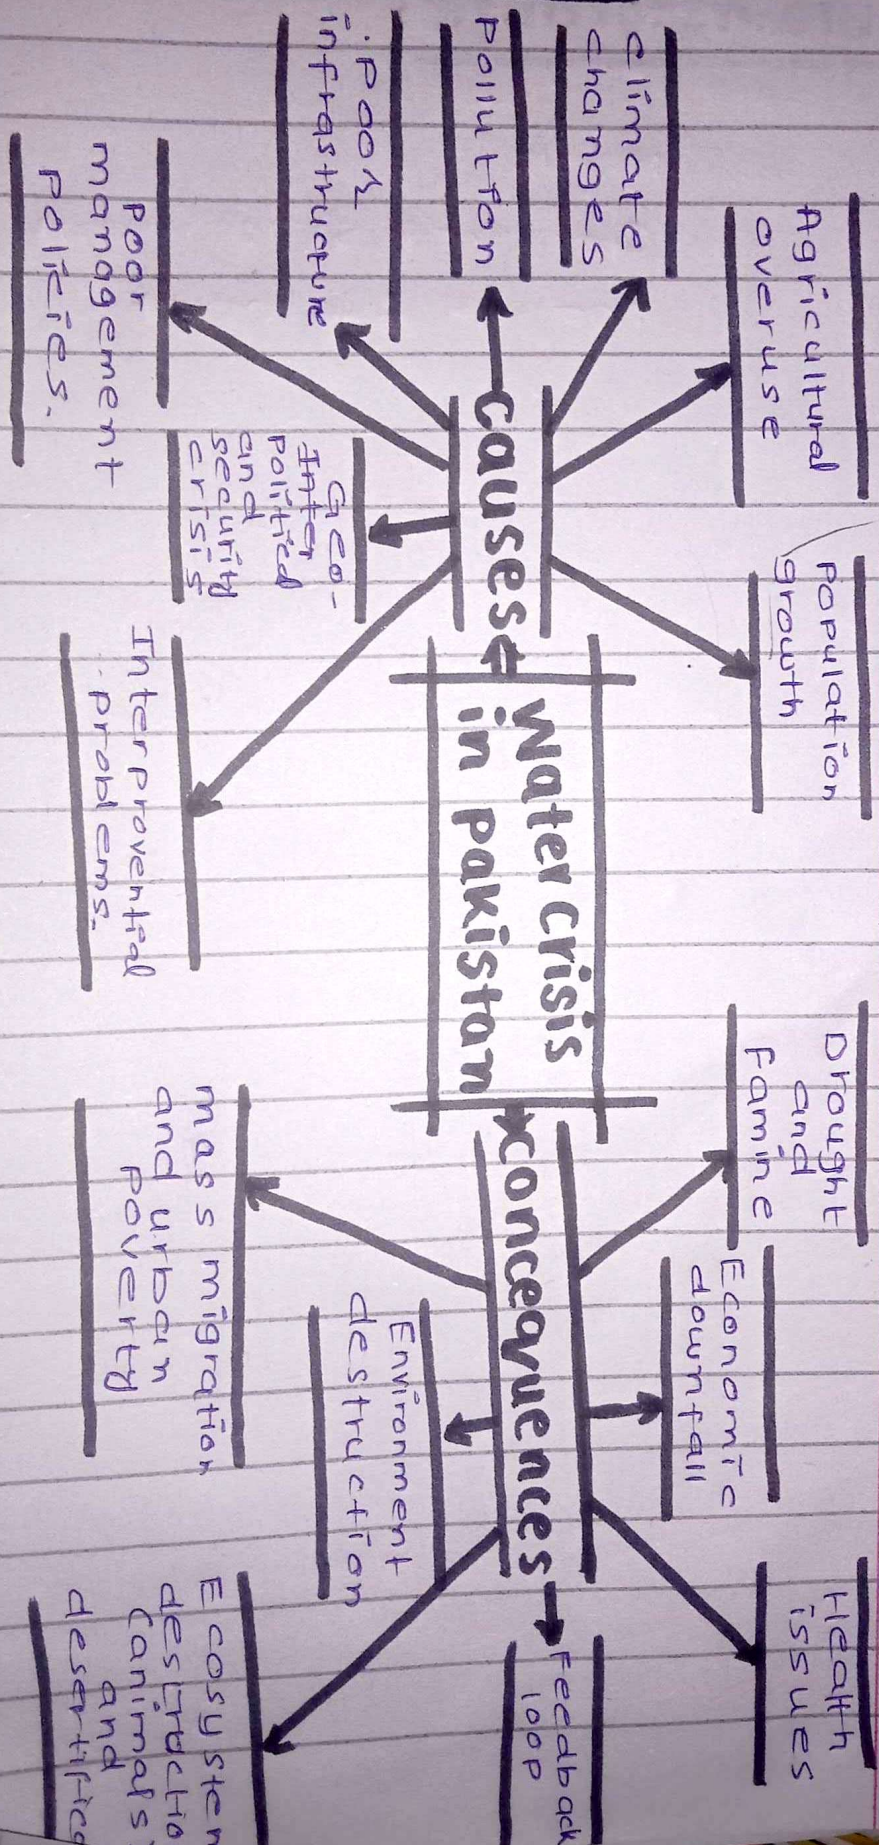 Agricultural
overuse
population
growth
climate
changes
pollution
poor
infrastructure
poor
management
policies.
Geo-
Inter
political
and
security
crisis
Interprovential
problems.
causes
water crisis
in pakistan
concequences
Drought
and
Famine
Economic
downfall
Health
issues
Feedback
loop
mass migration
and urban
poverty
Environment
destruction
Ecosystem
destructio
(animals)
and
desertifica